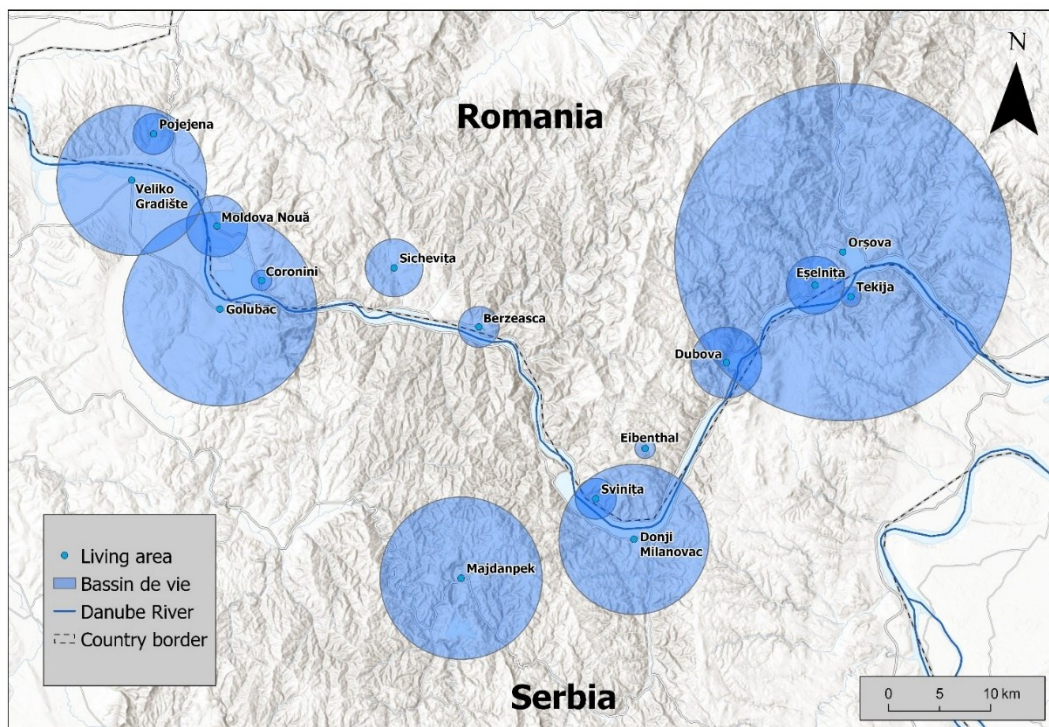 N
Romania
Pojejena
Veliko
Gradište
Moldova Nouă
Sichevița
Coronini
Golubac
Berzeasca
Orșova
Eșelnița
Tekija
Dubova
Eibenthal
Svinița
Donji
Milanovac
Majdanpek
Living area
Bassin de vie
Danube River
Country border
Serbia
0 5 10 km